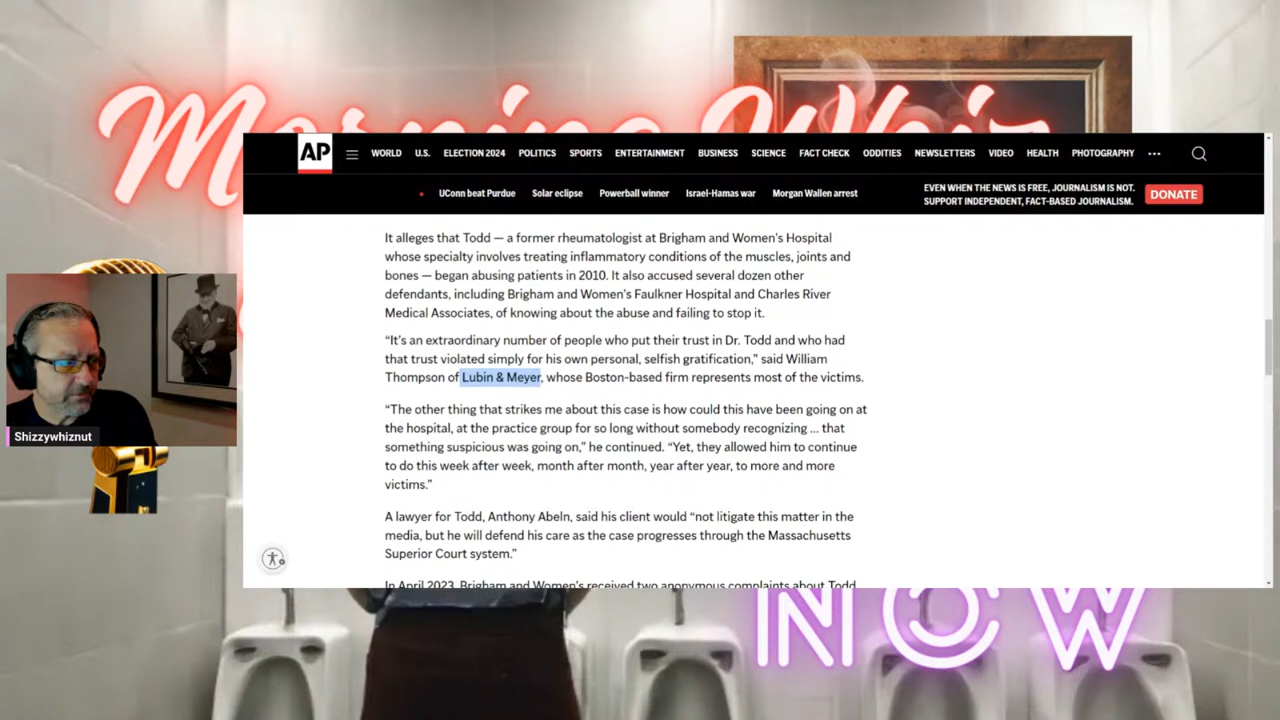 Morning Whiz
AP
WORLD U.S. ELECTION 2024 POLITICS SPORTS ENTERTAINMENT BUSINESS SCIENCE FACT CHECK ODDITIES NEWSLETTERS VIDEO HEALTH PHOTOGRAPHY
UConn beat Purdue Solar eclipse Powerball winner Israel-Hamas war Morgan Wallen arrest
EVEN WHEN THE NEWS IS FREE, JOURNALISM IS NOT.
SUPPORT INDEPENDENT, FACT-BASED JOURNALISM.
DONATE
It alleges that Todd — a former rheumatologist at Brigham and Women’s Hospital
whose specialty involves treating inflammatory conditions of the muscles, joints and
bones — began abusing patients in 2010. It also accused several dozen other
defendants, including Brigham and Women’s Faulkner Hospital and Charles River
Medical Associates, of knowing about the abuse and failing to stop it.
“It’s an extraordinary number of people who put their trust in Dr. Todd and who had
that trust violated simply for his own personal, selfish gratification,” said William
Thompson of Lubin & Meyer, whose Boston-based firm represents most of the victims.
“The other thing that strikes me about this case is how could this have been going on at
the hospital, at the practice group for so long without somebody recognizing ... that
something suspicious was going on,” he continued. “Yet, they allowed him to continue
to do this week after week, month after month, year after year, to more and more
victims.”
A lawyer for Todd, Anthony Abeln, said his client would “not litigate this matter in the
media, but he will defend his care as the case progresses through the Massachusetts
Superior Court system.”
In April 2023, Brigham and Women’s received two anonymous complaints about Todd
Shizzywhiznut
NOW